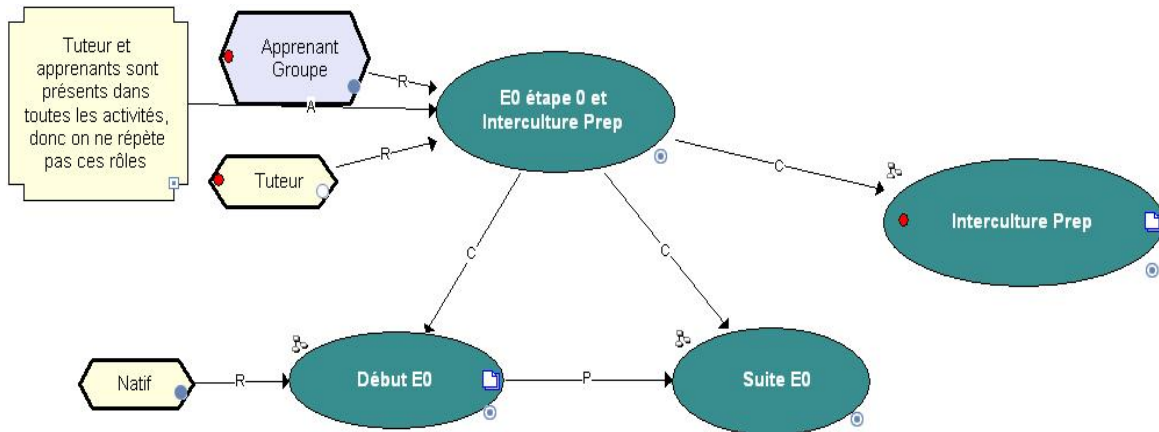 Tuteur et
apprenants sont
présents dans
toutes les activités,
donc on ne répète
pas ces rôles
Apprenant
Groupe
R
A
R
Tuteur
E0 étape 0 et
Interculture Prep
C
Interculture Prep
C
C
Natif
R
Début E0
P
Suite E0